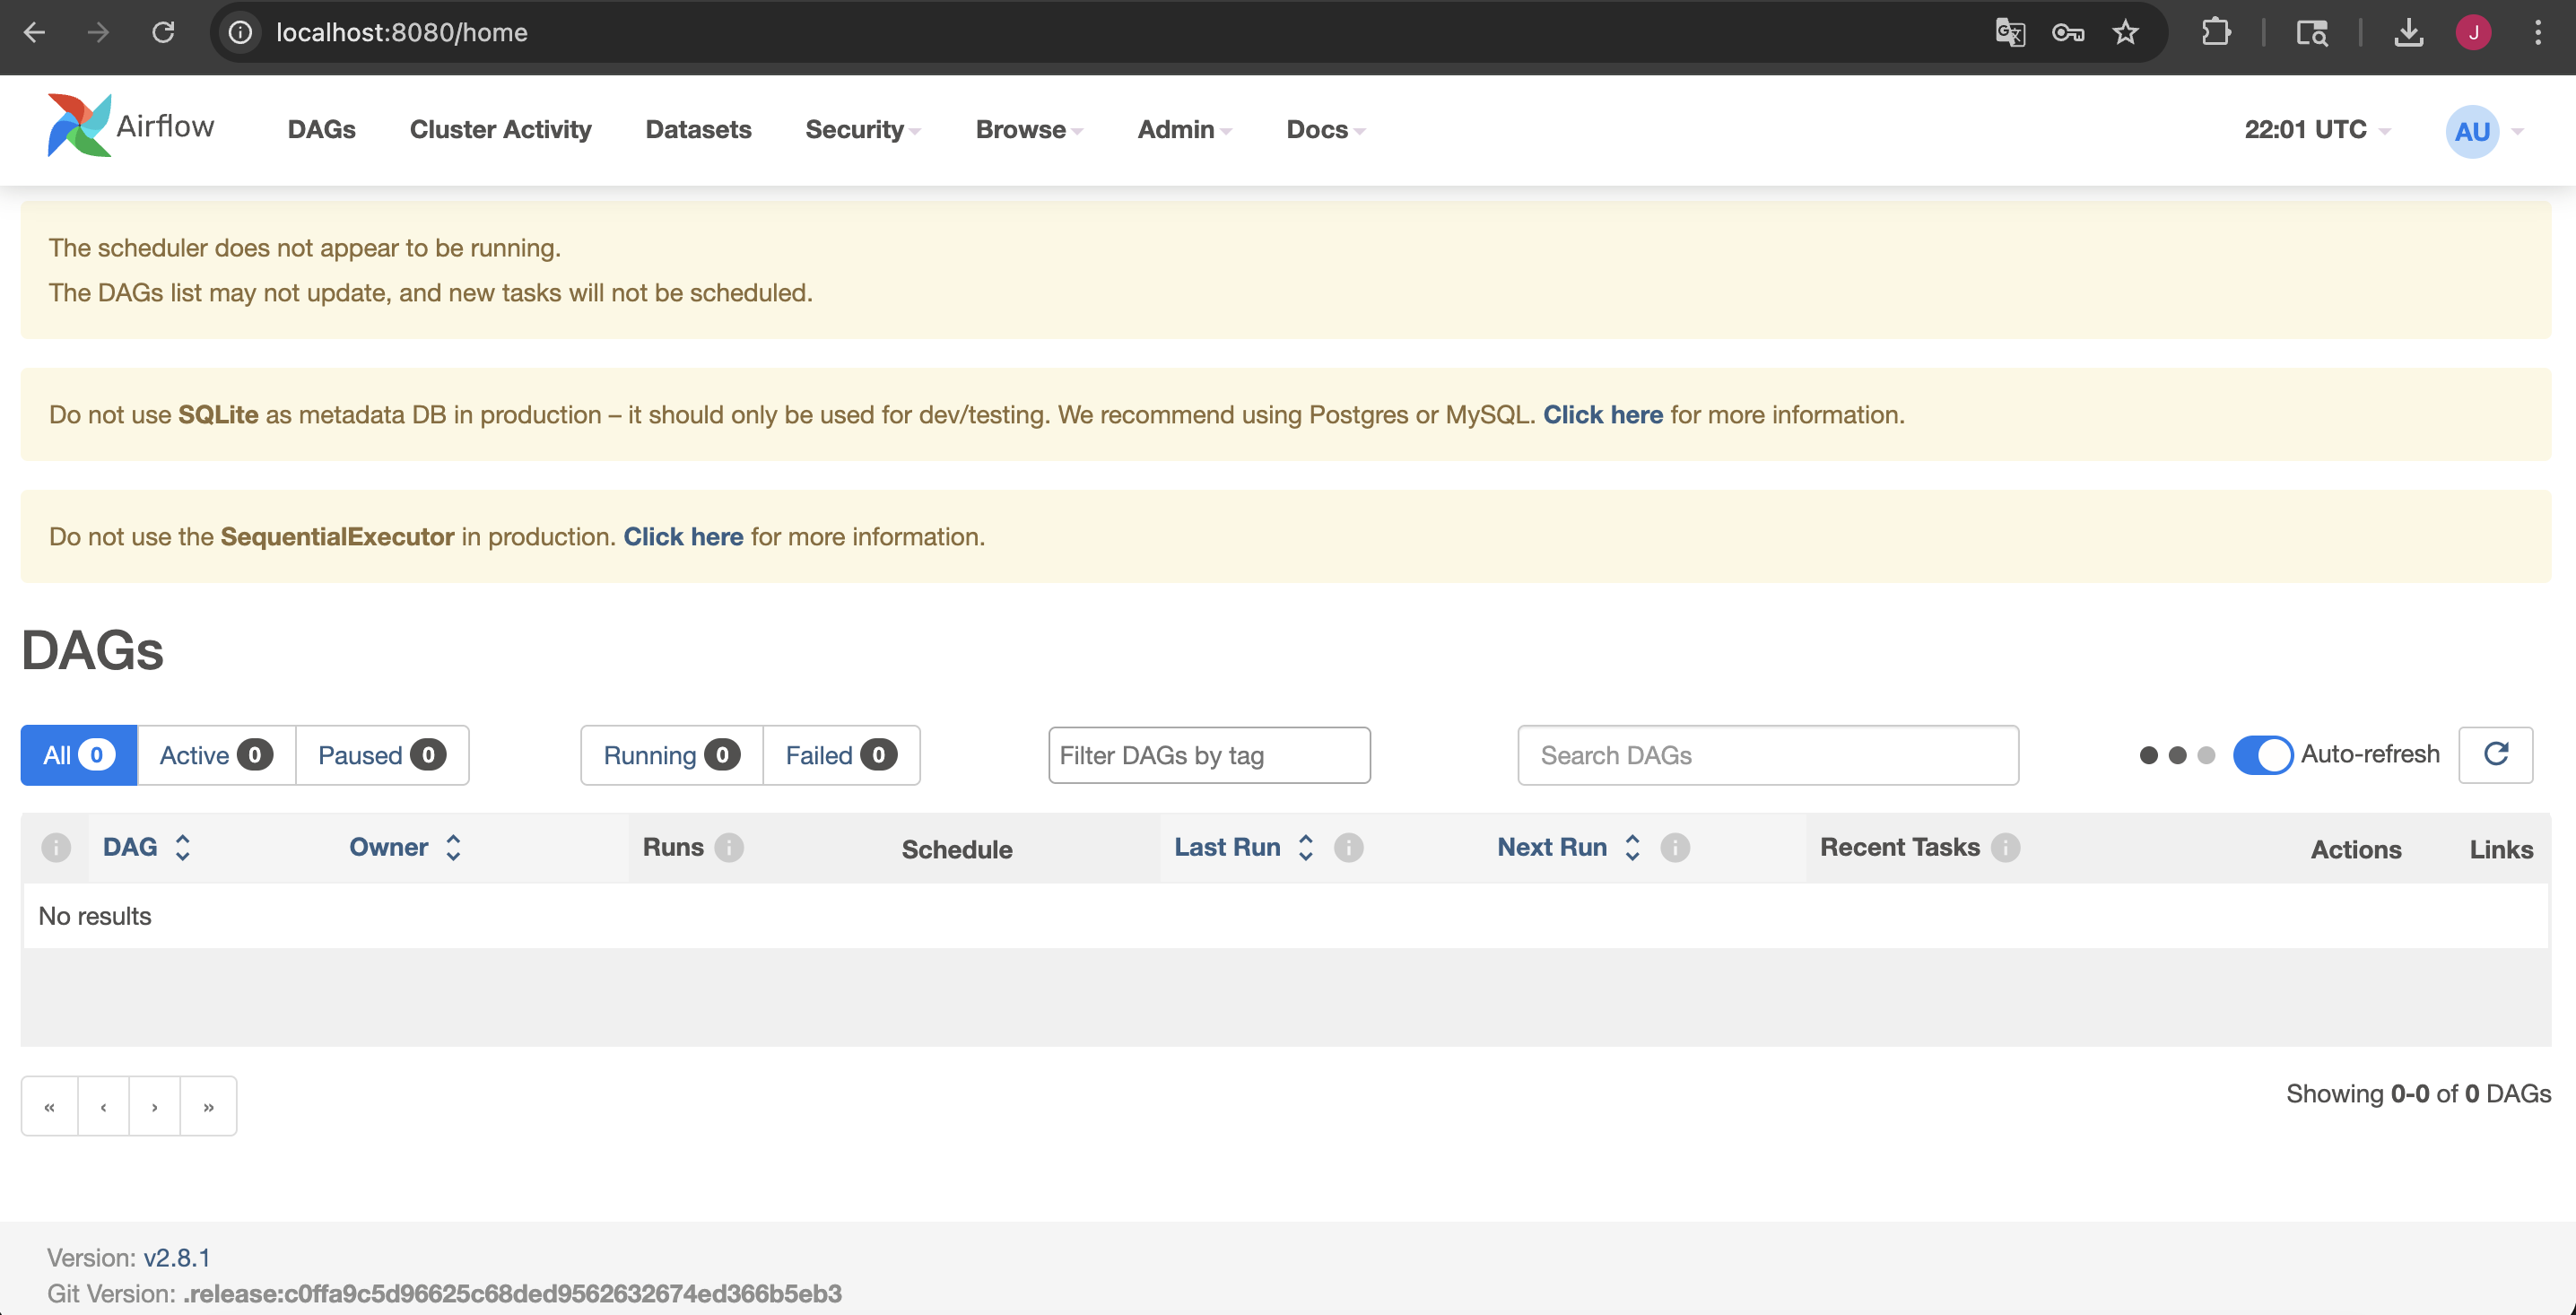 localhost:8080/home
J
Airflow
DAGs Cluster Activity Datasets Security Browse Admin Docs 22:01 UTC AU
The scheduler does not appear to be running.
The DAGs list may not update, and new tasks will not be scheduled.
Do not use SQLite as metadata DB in production – it should only be used for dev/testing. We recommend using Postgres or MySQL. Click here for more information.
Do not use the SequentialExecutor in production. Click here for more information.
DAGs
All 0 Active 0 Paused 0 Running 0 Failed 0 Filter DAGs by tag Search DAGs Auto-refresh
DAG Owner Runs Schedule Last Run Next Run Recent Tasks Actions Links
No results
« ‹ › »
Showing 0-0 of 0 DAGs
Version: v2.8.1
Git Version: .release:c0ffa9c5d96625c68ded9562632674ed366b5eb3